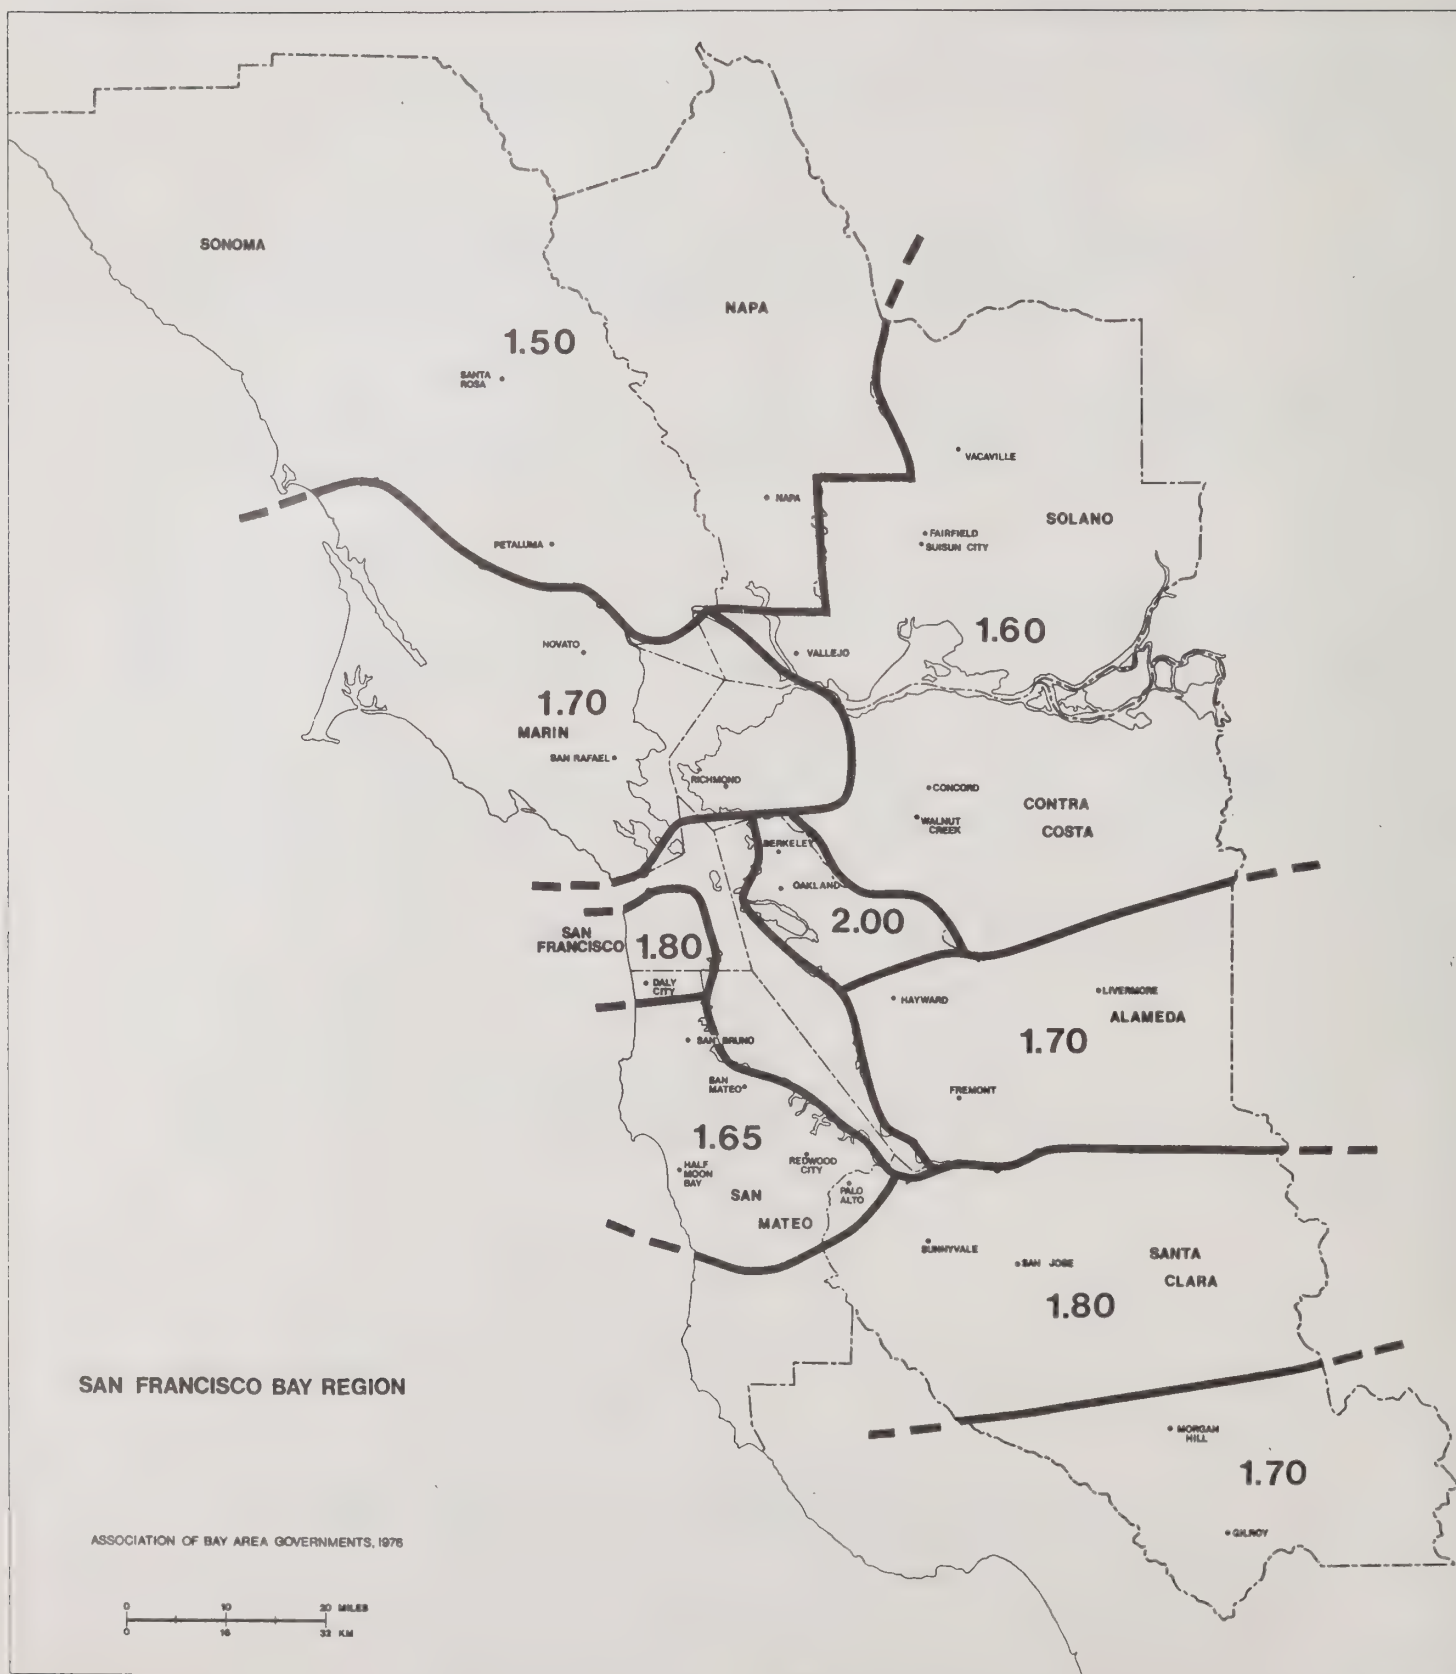 SONOMA
NAPA
1.50
SANTA
ROSA
VACAVILLE
NAPA
SOLANO
FAIRFIELD
SUISUN CITY
PETALUMA
1.60
NOVATO
VALLEJO
1.70
MARIN
SAN RAFAEL
RICHMOND
CONCORD
CONTRA
COSTA
WALNUT
CREEK
BERKELEY
OAKLAND
2.00
SAN
FRANCISCO
1.80
DALY
CITY
HAYWARD
LIVERMORE
ALAMEDA
1.70
SAN BRUNO
SAN
MATEO
FREMONT
1.65
REDWOOD
CITY
HALF
MOON
BAY
PALO
ALTO
SAN
MATEO
SUNNYVALE
SAN JOSE
SANTA
CLARA
1.80
SAN FRANCISCO BAY REGION
MORGAN
HILL
1.70
GILROY
ASSOCIATION OF BAY AREA GOVERNMENTS, 1976
0 10 20 MILES
0 16 32 KM